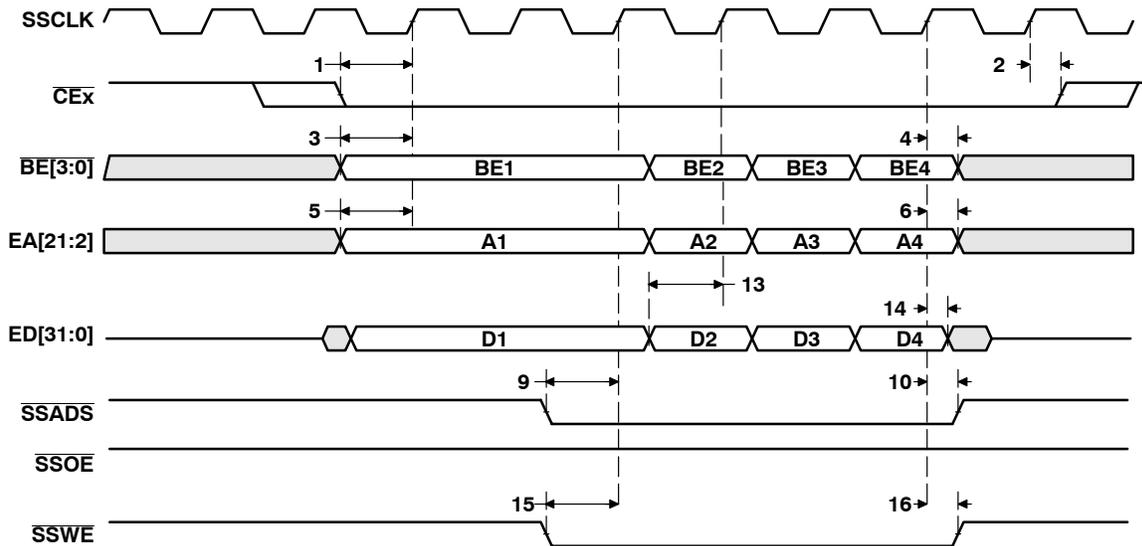 SSCLK
1
2
CEx
3
4
BE[3:0]
BE1 BE2 BE3 BE4
5
6
EA[21:2]
A1 A2 A3 A4
13
14
ED[31:0]
D1 D2 D3 D4
9
10
SSADS
SSOE
15
16
SSWE